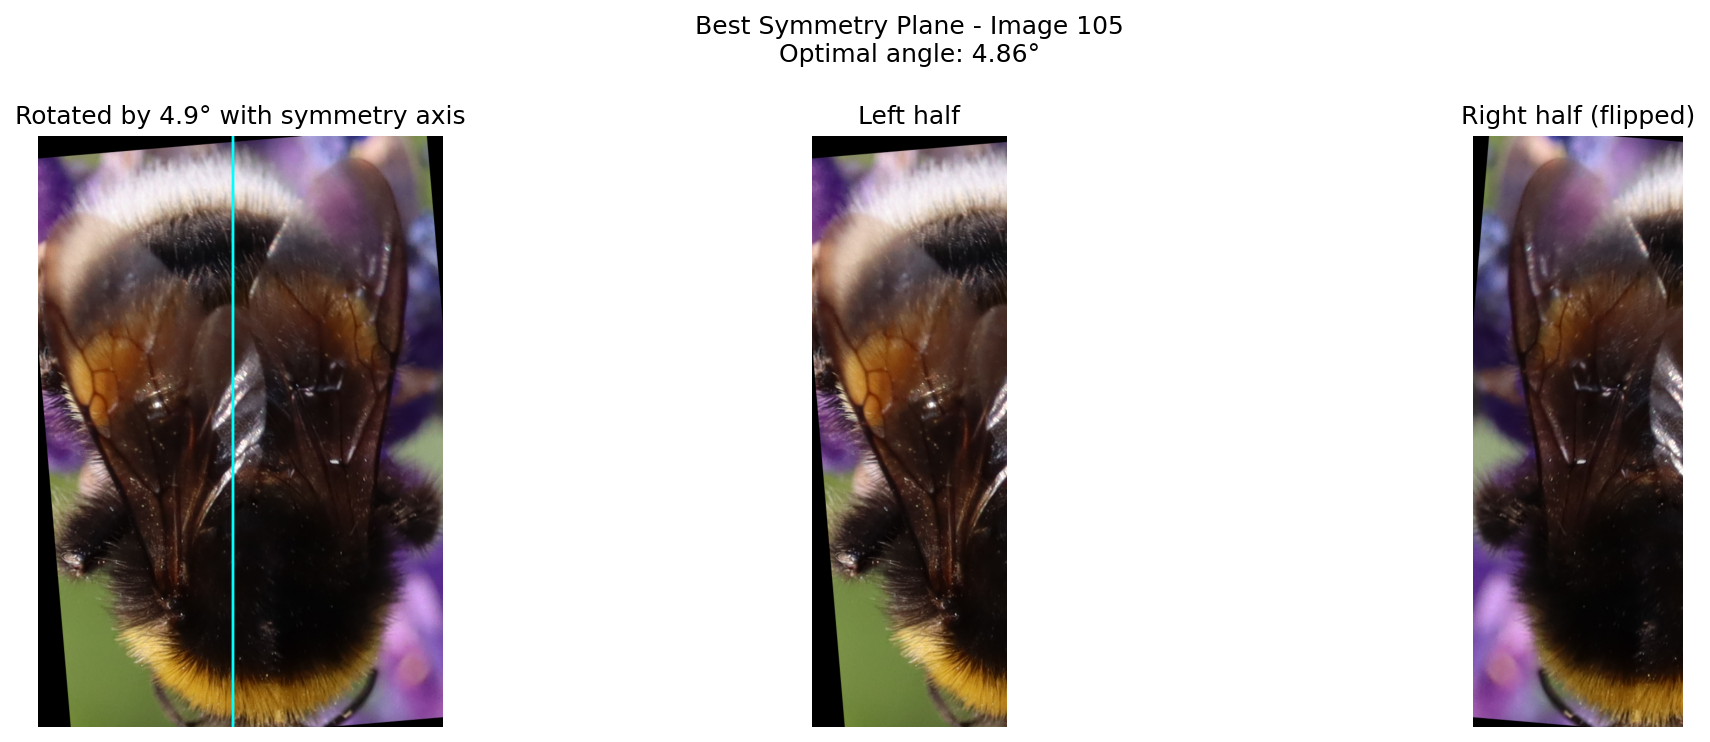 Best Symmetry Plane - Image 105
Optimal angle: 4.86°
Rotated by 4.9° with symmetry axis
Left half
Right half (flipped)